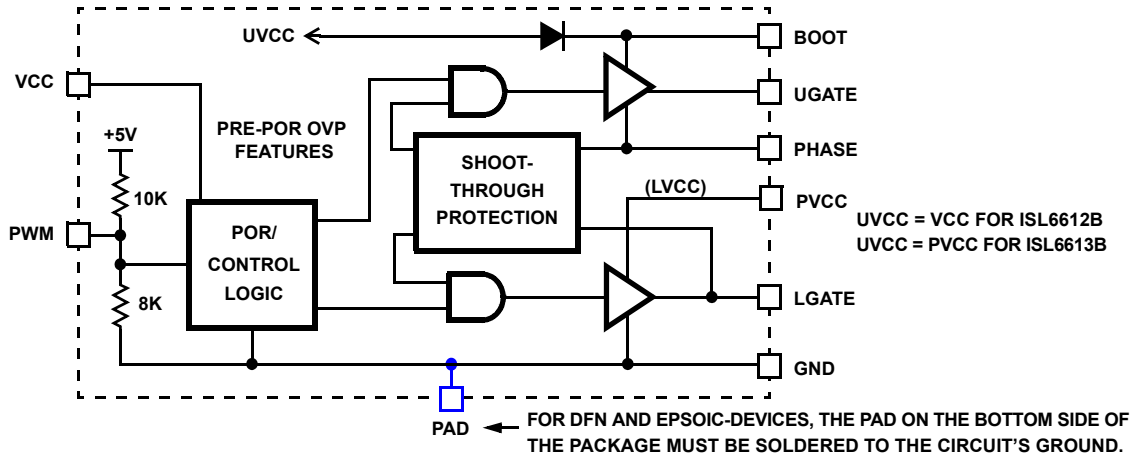 UVCC
BOOT
VCC
UGATE
+5V
PRE-POR OVP
FEATURES
SHOOT-
THROUGH
PROTECTION
PHASE
10K
(LVCC)
PVCC
PWM
POR/
CONTROL
LOGIC
UVCC = VCC FOR ISL6612B
UVCC = PVCC FOR ISL6613B
8K
LGATE
GND
PAD
FOR DFN AND EPSOIC-DEVICES, THE PAD ON THE BOTTOM SIDE OF
THE PACKAGE MUST BE SOLDERED TO THE CIRCUIT'S GROUND.